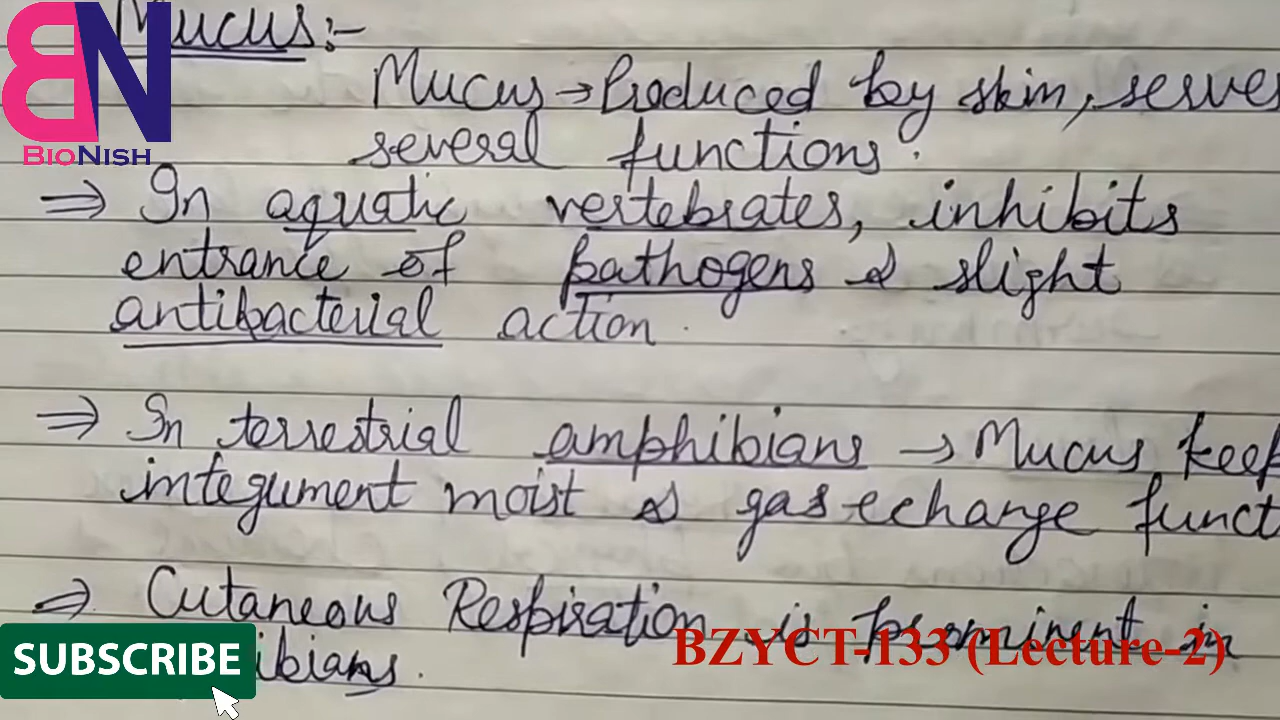 Mucus:-
BN
BIONISH
Mucus → Produced by skin, serves
several functions.
⇒ In aquatic vertebrates, inhibits
entrance of pathogens & slight
antibacterial action.
⇒ In terrestrial amphibians → Mucus keep
integument moist & gas echange funct
⇒ Cutaneous Respiration is prominent in
ibians.
SUBSCRIBE
BZYCT-133 (Lecture-2)